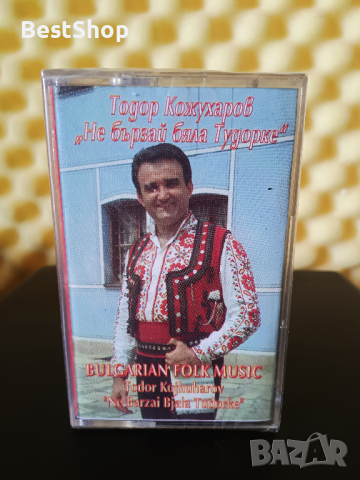 BestShop
Тодор Кожухаров
„Не бързай бяла Тудорке"
BULGARIAN FOLK MUSIC
Todor Kojuharov
"Ne barzai Bjala Tudorke"
BAZAR